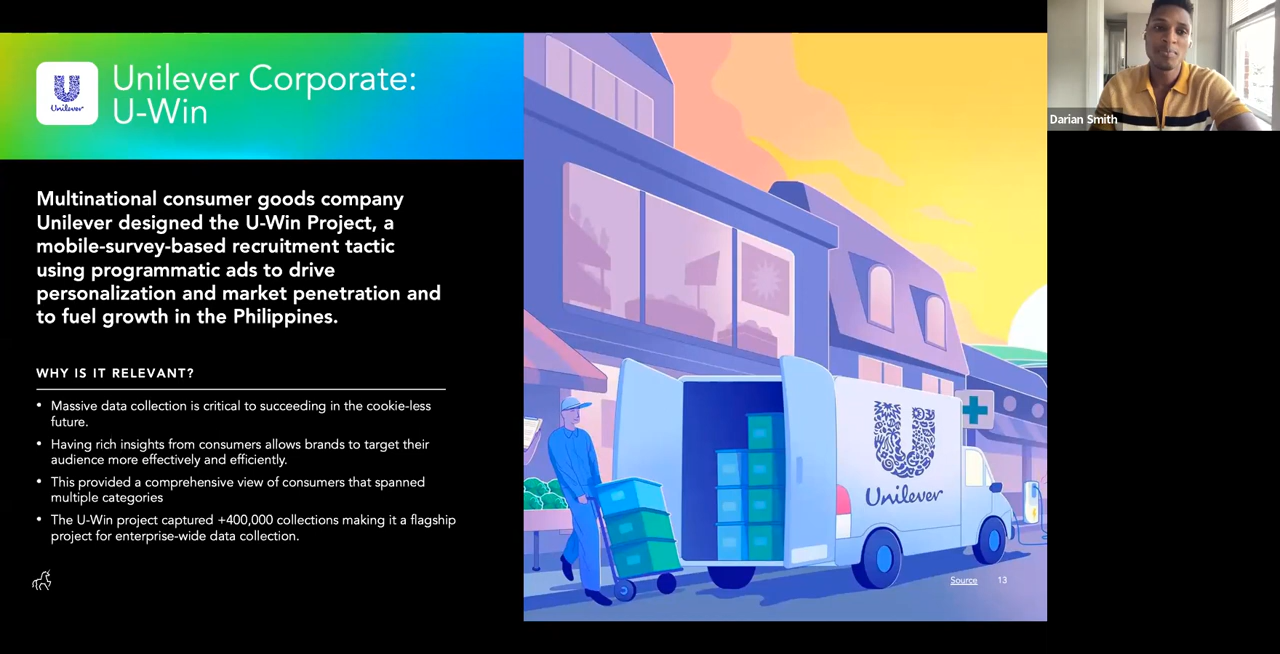 Unilever
Unilever Corporate:
U-Win
Multinational consumer goods company
Unilever designed the U-Win Project, a
mobile-survey-based recruitment tactic
using programmatic ads to drive
personalization and market penetration and
to fuel growth in the Philippines.
WHY IS IT RELEVANT?
• Massive data collection is critical to succeeding in the cookie-less
future.
• Having rich insights from consumers allows brands to target their
audience more effectively and efficiently.
• This provided a comprehensive view of consumers that spanned
multiple categories
• The U-Win project captured +400,000 collections making it a flagship
project for enterprise-wide data collection.
Unilever
Source 13
Darian Smith